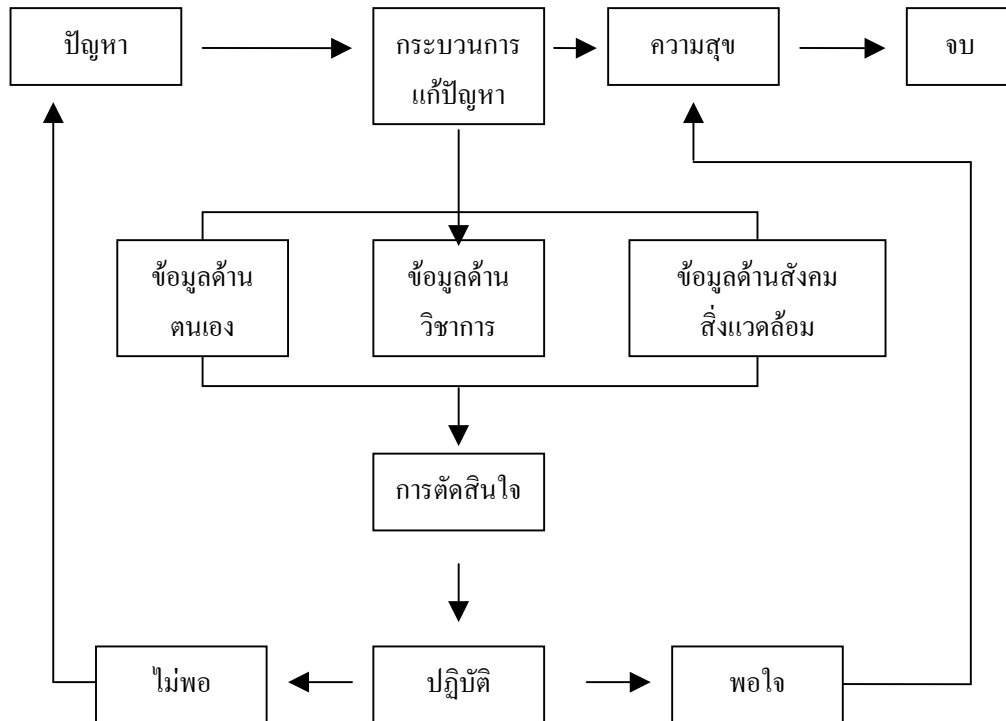 ปัญหา
กระบวนการ
แก้ปัญหา
ความสุข
จบ
ข้อมูลด้าน
ตนเอง
ข้อมูลด้าน
วิชาการ
ข้อมูลด้านสังคม
สิ่งแวดล้อม
การตัดสินใจ
ไม่พอ
ปฏิบัติ
พอใจ